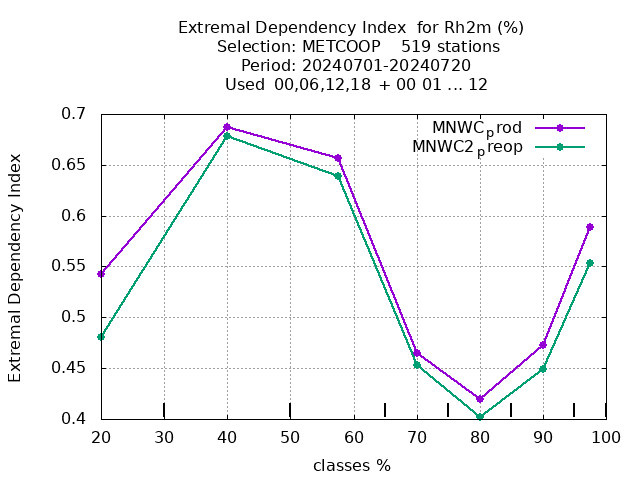 Extremal Dependency Index for Rh2m (%)
Selection: METCOOP 519 stations
Period: 20240701-20240720
Used 00,06,12,18 + 00 01 ... 12
MNWCprod
MNWC2preop
Extremal Dependency Index
0.7
0.65
0.6
0.55
0.5
0.45
0.4
20 30 40 50 60 70 80 90 100
classes %